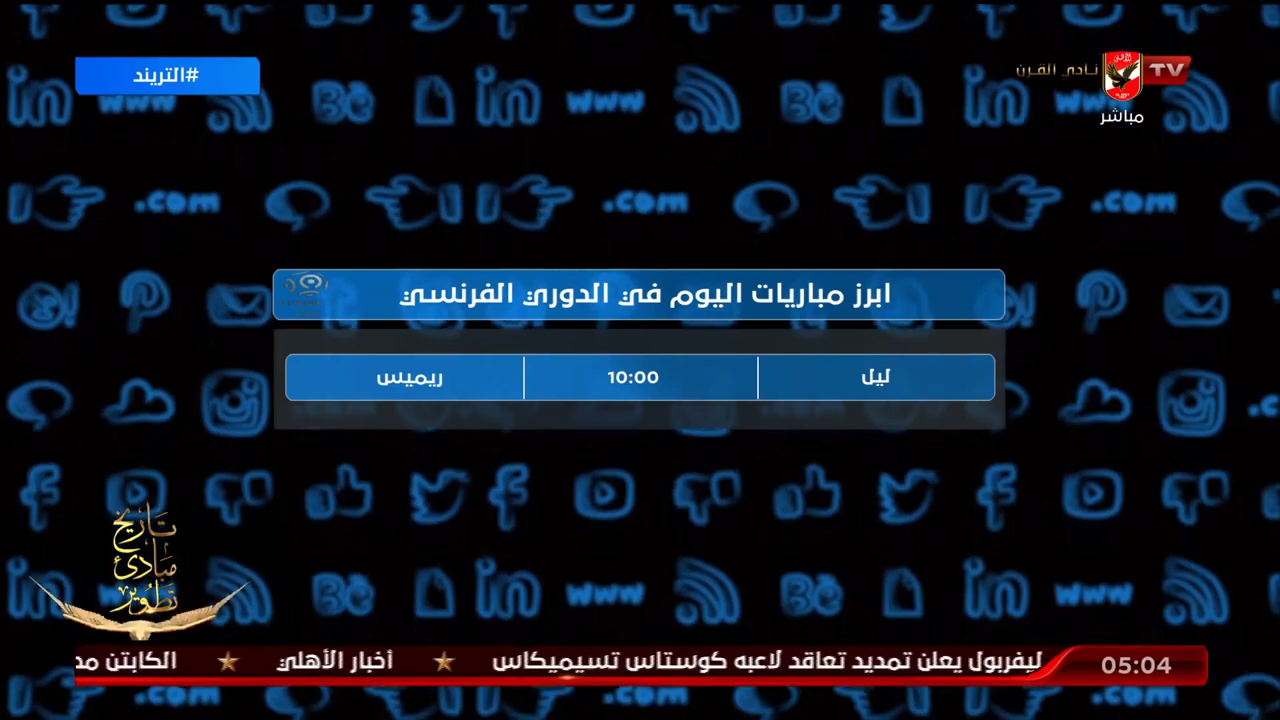 #التريند
نادي القرن
TV
مباشر
ابرز مباريات اليوم في الدوري الفرنسي
ليل 10:00 ريميس
تاريخ
مبادئ
تطوير
05:04
ليفربول يعلن تمديد تعاقد لاعبه كوستاس تسيميكاس ★ أخبار الأهلي ★ الكابتن مد